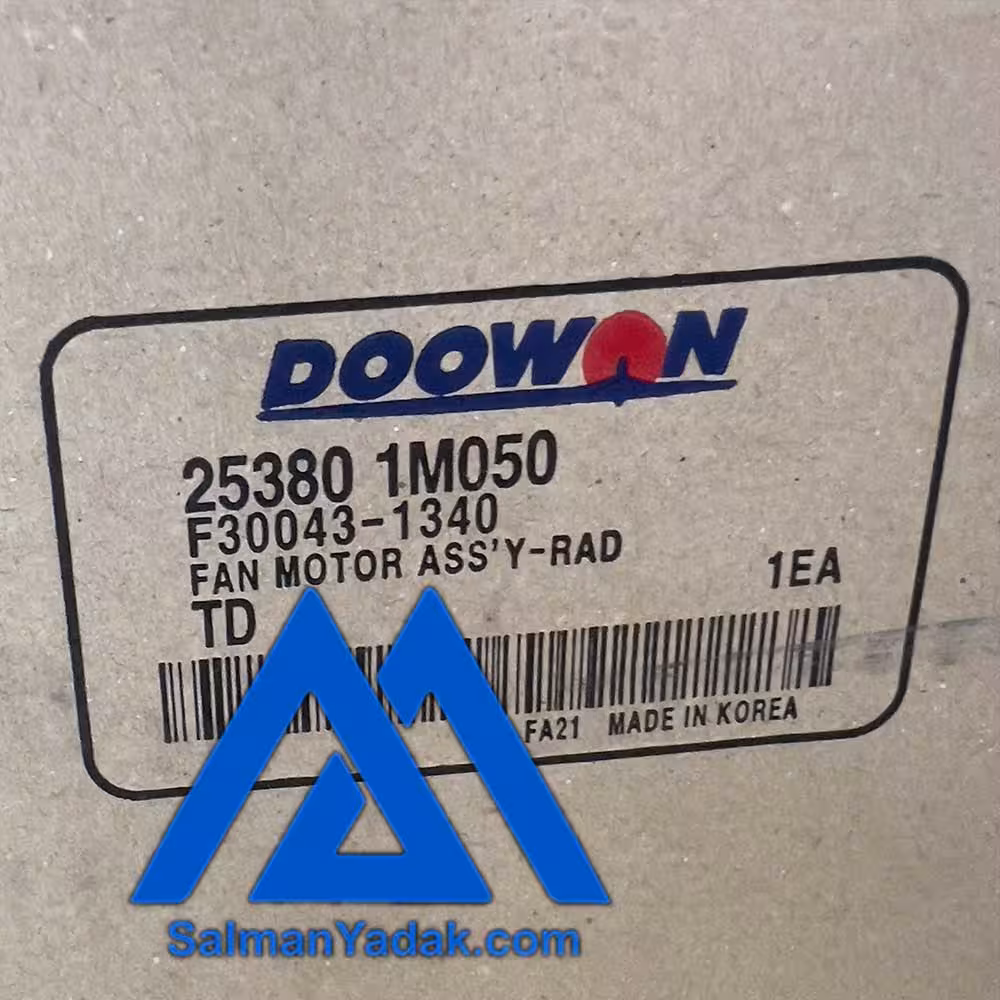 DOOWON
25380 1M050
F30043-1340
FAN MOTOR ASS'Y-RAD
1EA
TD
FA21 MADE IN KOREA
SalmanYadak.com